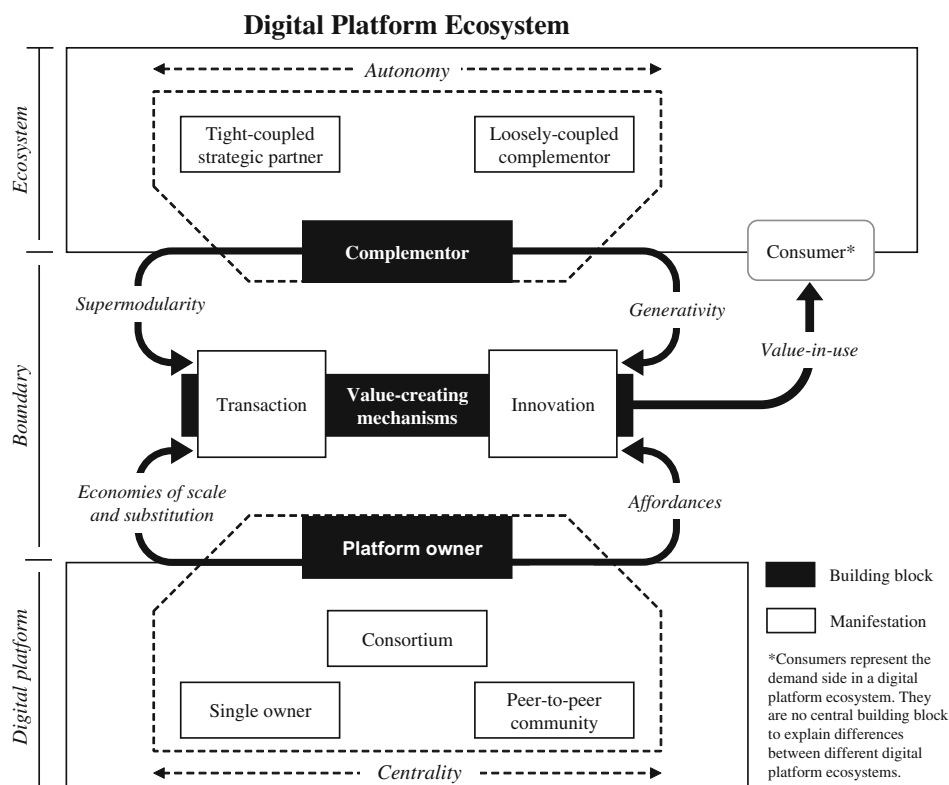 Digital Platform Ecosystem
Ecosystem
Autonomy
Tight-coupled
strategic partner
Loosely-coupled
complementor
Complementor
Consumer*
Boundary
Supermodularity
Generativity
Value-in-use
Transaction
Value-creating
mechanisms
Innovation
Economies of scale
and substitution
Affordances
Platform owner
Digital platform
Consortium
Single owner
Peer-to-peer
community
Centrality
Building block
Manifestation
*Consumers represent the
demand side in a digital
platform ecosystem. They
are no central building block
to explain differences
between different digital
platform ecosystems.